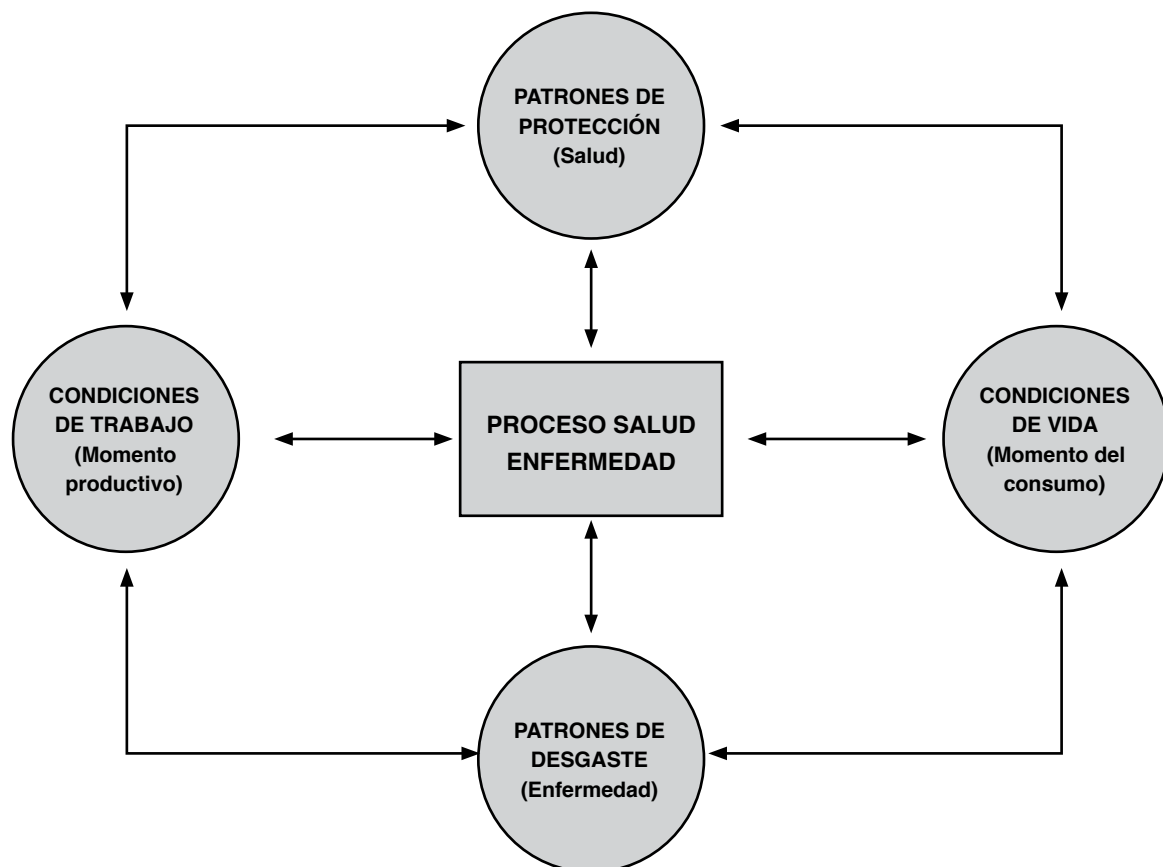 PATRONES DE
PROTECCIÓN
(Salud)
CONDICIONES
DE TRABAJO
(Momento
productivo)
PROCESO SALUD
ENFERMEDAD
CONDICIONES
DE VIDA
(Momento del
consumo)
PATRONES DE
DESGASTE
(Enfermedad)